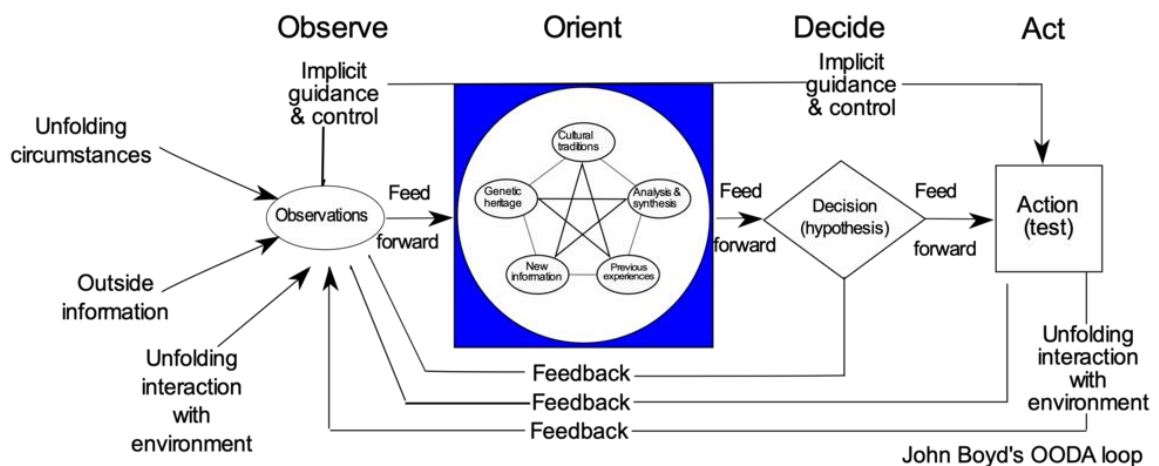 Observe
Orient
Decide
Act
Implicit
guidance
& control
Implicit
guidance
& control
Unfolding
circumstances
Observations
Outside
information
Unfolding
interaction
with
environment
Feed
forward
Cultural
traditions
Genetic
heritage
Analysis &
synthesis
New
information
Previous
experiences
Feed
forward
Decision
(hypothesis)
Feed
forward
Action
(test)
Unfolding
interaction
with
environment
Feedback
Feedback
Feedback
John Boyd's OODA loop